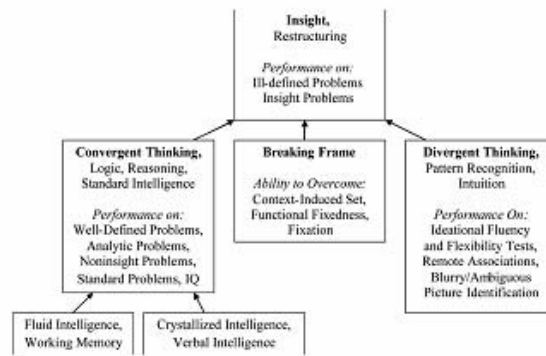 Insight,
Restructuring
Performance on:
Ill-defined Problems
Insight Problems
Convergent Thinking,
Logic, Reasoning,
Standard Intelligence
Performance on:
Well-Defined Problems,
Analytic Problems,
Noninsight Problems,
Standard Problems, IQ
Breaking Frame
Ability to Overcome:
Context-Induced Set,
Functional Fixedness,
Fixation
Divergent Thinking,
Pattern Recognition,
Intuition
Performance On:
Ideational Fluency
and Flexibility Tests,
Remote Associations,
Blurry/Ambiguous
Picture Identification
Fluid Intelligence,
Working Memory
Crystallized Intelligence,
Verbal Intelligence